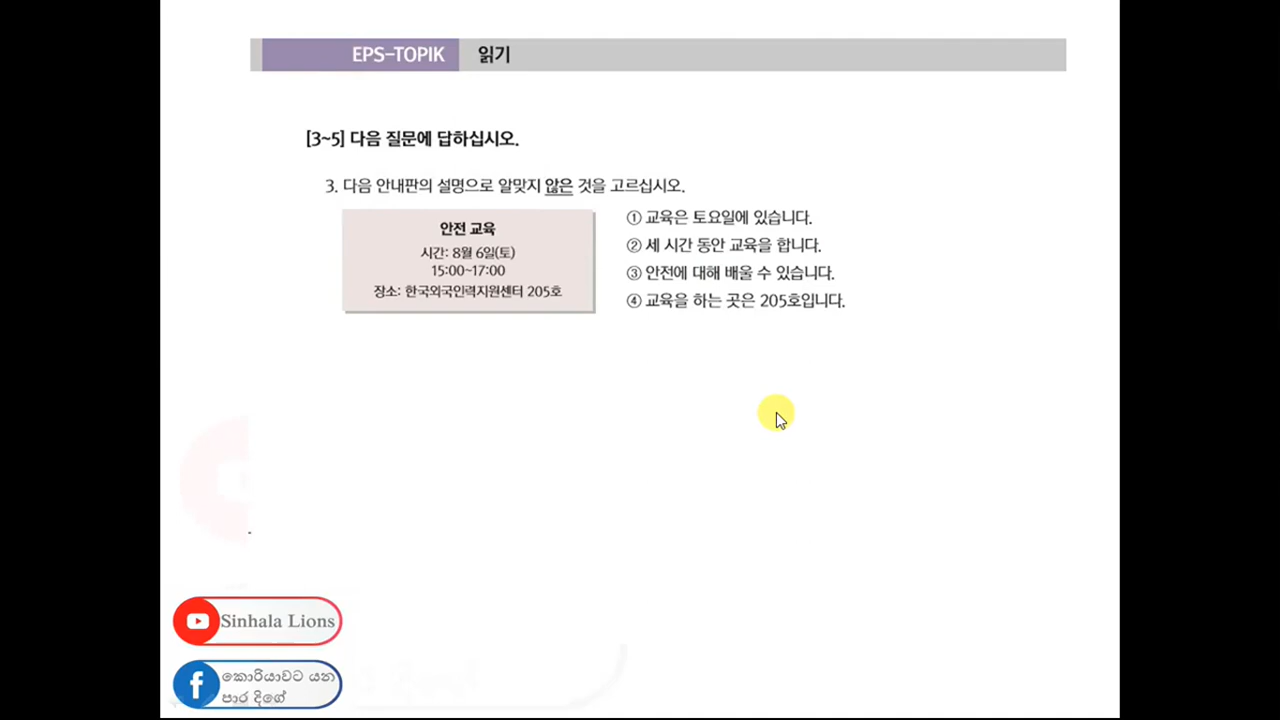 EPS-TOPIK 읽기
[3~5] 다음 질문에 답하십시오.
3. 다음 안내판의 설명으로 알맞지 않은 것을 고르십시오.
안전 교육
시간: 8월 6일(토)
15:00~17:00
장소: 한국외국인력지원센터 205호
① 교육은 토요일에 있습니다.
② 세 시간 동안 교육을 합니다.
③ 안전에 대해 배울 수 있습니다.
④ 교육을 하는 곳은 205호입니다.
Sinhala Lions
කොරියාවට යන
පාර දිගේ